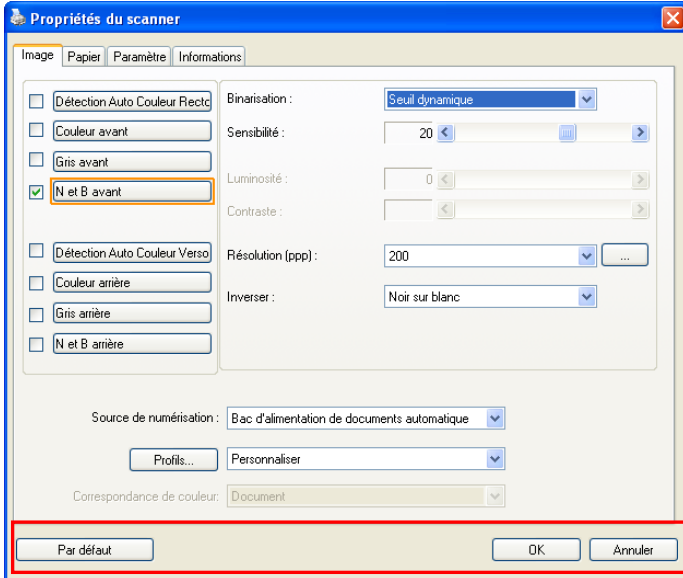 Propriétés du scanner
Image Papier Paramètre Informations
Détection Auto Couleur Recto
Couleur avant
Gris avant
N et B avant
Détection Auto Couleur Verso
Couleur arrière
Gris arrière
N et B arrière
Binarisation : Seuil dynamique
Sensibilité : 20
Luminosité : 0
Contraste :
Résolution (ppp) : 200 ...
Inverser : Noir sur blanc
Source de numérisation : Bac d'alimentation de documents automatique
Profils... Personnaliser
Correspondance de couleur: Document
Par défaut OK Annuler